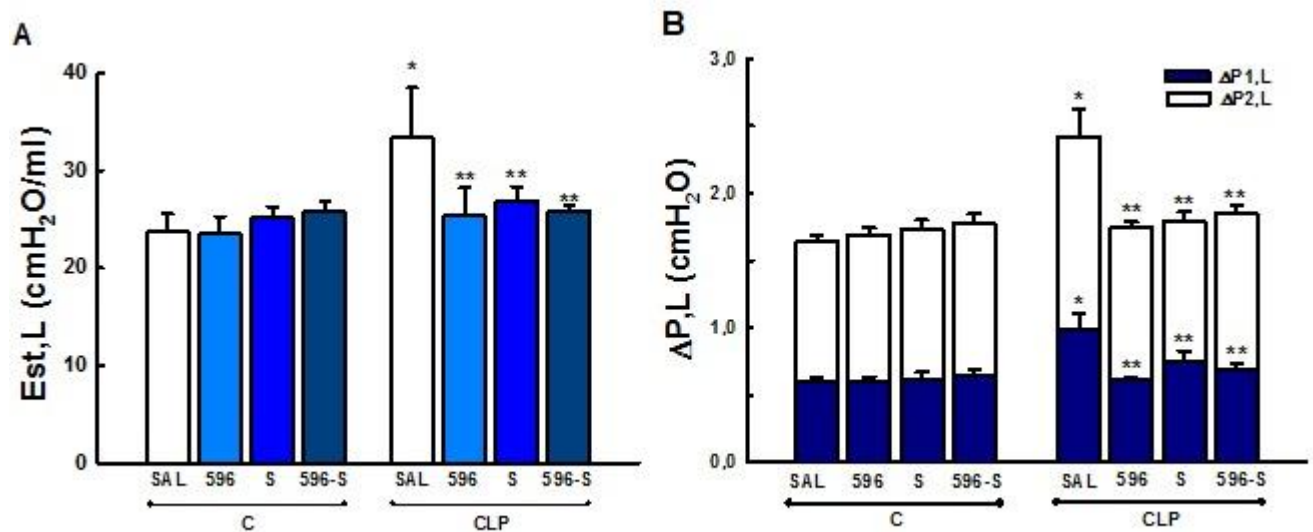 A
Est,L (cmH₂O/ml)
40
30
20
10
0
*
**
**
**
SAL 596 S 596-S SAL 596 S 596-S
C CLP
B
ΔP,L (cmH₂O)
3,0
2,0
1,0
0,0
ΔP1,L
ΔP2,L
*
** ** **
*
** ** **
SAL 596 S 596-S SAL 596 S 596-S
C CLP